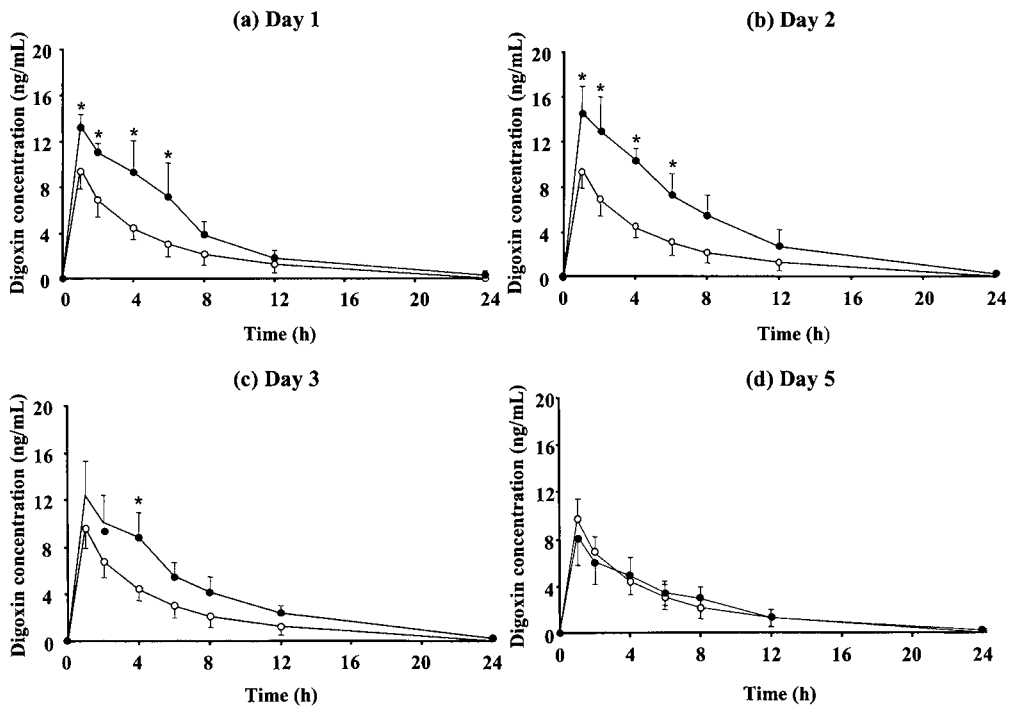 (a) Day 1
Digoxin concentration (ng/mL)
20
16
12
8
4
0
* * * *
0 4 8 12 16 20 24
Time (h)
(b) Day 2
Digoxin concentration (ng/mL)
20
16
12
8
4
0
* * * *
0 4 8 12 16 20 24
Time (h)
(c) Day 3
Digoxin concentration (ng/mL)
20
16
12
8
4
0
*
0 4 8 12 16 20 24
Time (h)
(d) Day 5
Digoxin concentration (ng/mL)
20
16
12
8
4
0
0 4 8 12 16 20 24
Time (h)